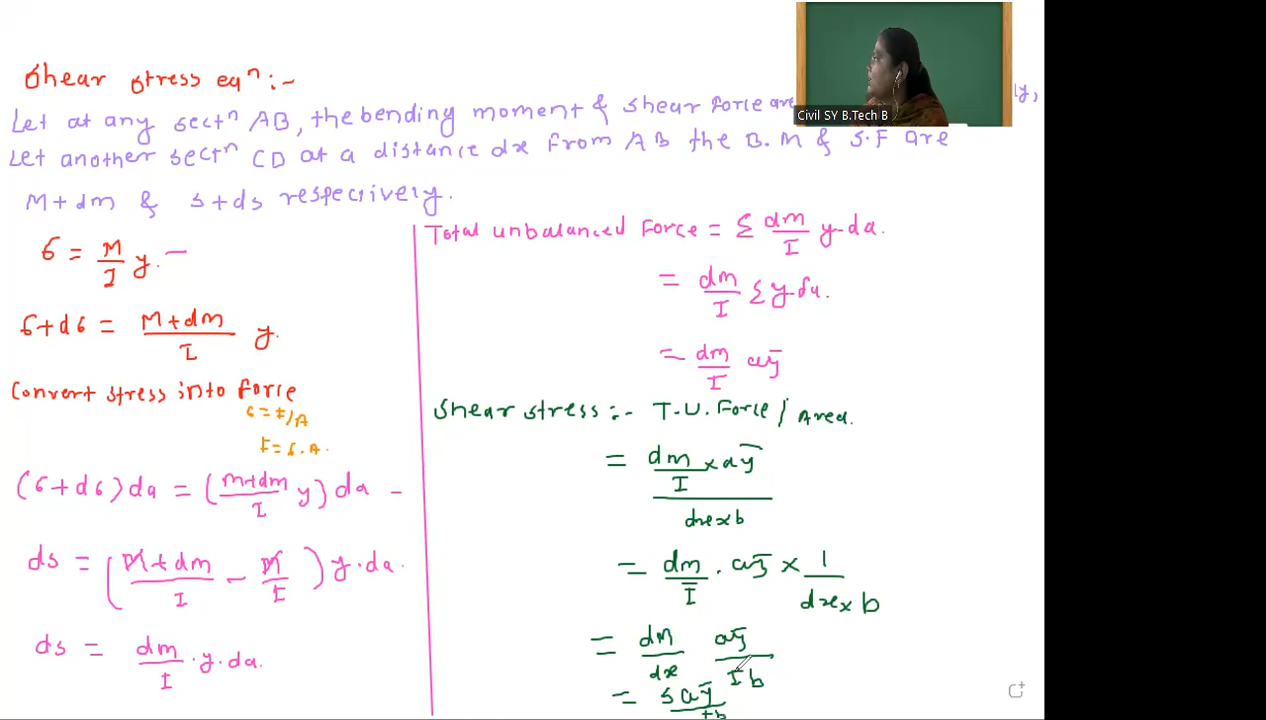 Shear stress eqⁿ :-
Let at any sectⁿ AB, the bending moment & shear force are ly,
Let another sectⁿ CD at a distance dx from AB the B.M & S.F are
M+dm & s+ds respectively.
σ = M/I y. —
σ+dσ = M+dm/I y.
Convert stress into force
σ = F/A
F = σ.A.
(σ+dσ)da = (m+dm/I y) da –
ds = (M+dm/I – M/I) y.da.
ds = dm/I . y. da.
Total unbalanced Force = Σ dm/I y.da.
= dm/I Σ y.da.
= dm/I aȳ
Shear stress :- T.U. Force / Area.
= dm/I × aȳ / dx×b
= dm/I . aȳ × 1/dx×b
= dm/dx aȳ/Ib
= saȳ/Ib
Civil SY B.Tech B